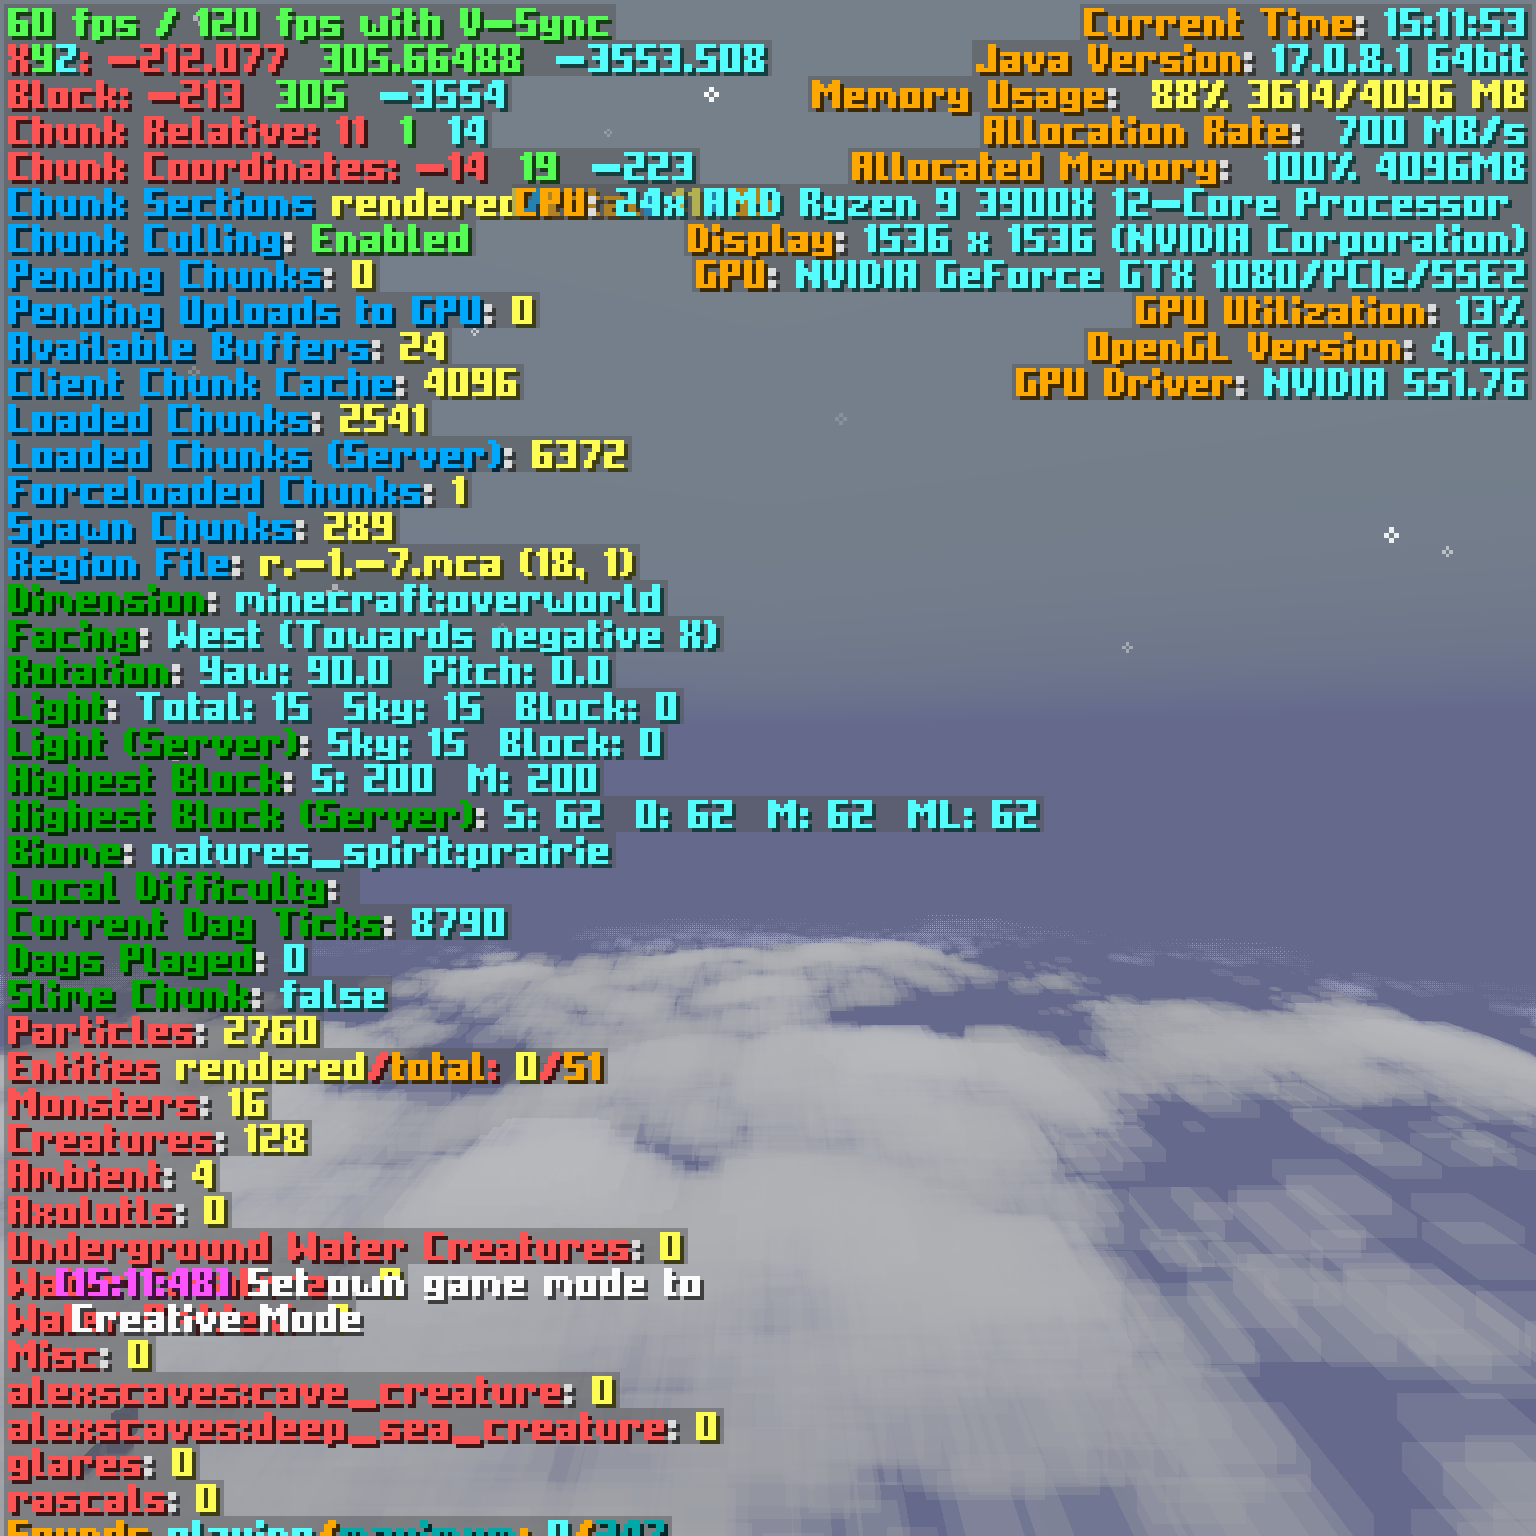 60 fps / 120 fps with V-Sync
XYZ: -212.077 305.66488 -3553.508
Block: -213 305 -3554
Chunk Relative: 11 1 14
Chunk Coordinates: -14 19 -223
Chunk Sections rendered
Chunk Culling: Enabled
Pending Chunks: 0
Pending Uploads to GPU: 0
Available Buffers: 24
Client Chunk Cache: 4096
Loaded Chunks: 2541
Loaded Chunks (Server): 6372
Forceloaded Chunks: 1
Spawn Chunks: 289
Region File: r.-1.-7.mca (18, 1)
Dimension: minecraft:overworld
Facing: West (Towards negative X)
Rotation: Yaw: 90.0 Pitch: 0.0
Light: Total: 15 Sky: 15 Block: 0
Light (Server): Sky: 15 Block: 0
Highest Block: S: 200 M: 200
Highest Block (Server): S: 62 O: 62 M: 62 ML: 62
Biome: natures_spirit:prairie
Local Difficulty:
Current Day Ticks: 8790
Days Played: 0
Slime Chunk: false
Particles: 2760
Entities rendered/total: 0/51
Monsters: 16
Creatures: 128
Ambient: 4
Axolotls: 0
Underground Water Creatures: 0
[15:11:48] Set own game mode to
Creative Mode
Misc: 0
alexscaves:cave_creature: 0
alexscaves:deep_sea_creature: 0
glares: 0
rascals: 0
Sounds playing/maximum: 0/247
Current Time: 15:11:53
Java Version: 17.0.8.1 64bit
Memory Usage: 88% 3614/4096 MB
Allocation Rate: 700 MB/s
Allocated Memory: 100% 4096MB
CPU: 24x AMD Ryzen 9 3900X 12-Core Processor
Display: 1536 x 1536 (NVIDIA Corporation)
GPU: NVIDIA GeForce GTX 1080/PCIe/SSE2
GPU Utilization: 13%
OpenGL Version: 4.6.0
GPU Driver: NVIDIA 551.76